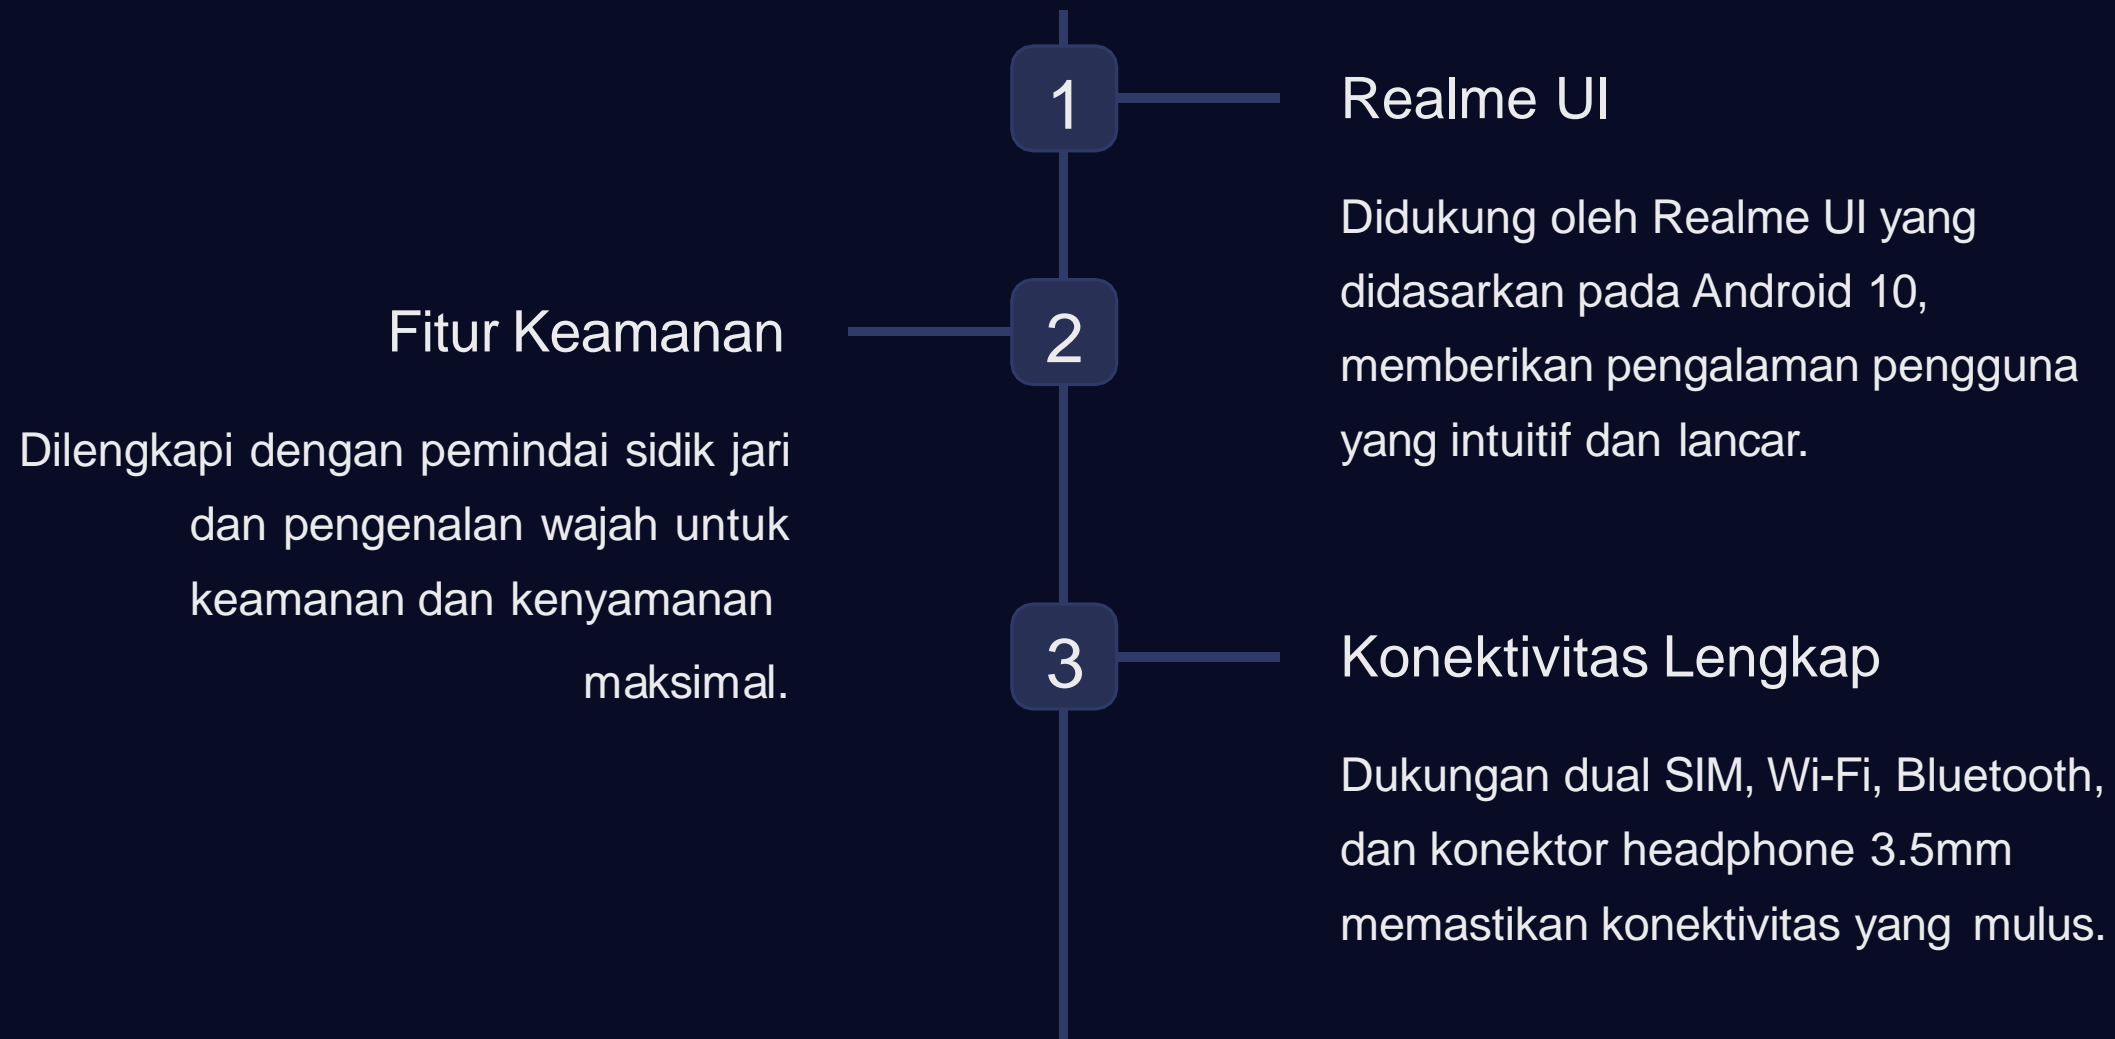 1
Realme UI
Didukung oleh Realme UI yang
didasarkan pada Android 10,
memberikan pengalaman pengguna
yang intuitif dan lancar.
2
Fitur Keamanan
Dilengkapi dengan pemindai sidik jari
dan pengenalan wajah untuk
keamanan dan kenyamanan
maksimal.
3
Konektivitas Lengkap
Dukungan dual SIM, Wi-Fi, Bluetooth,
dan konektor headphone 3.5mm
memastikan konektivitas yang mulus.